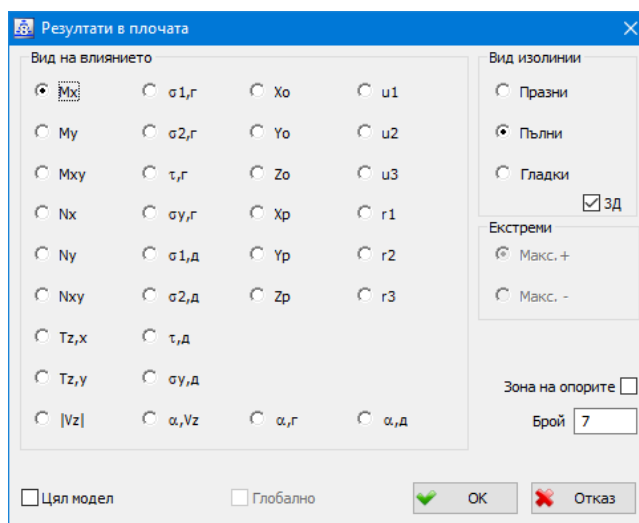 Резултати в плочата
Вид на влиянието
Вид изолинии
Mx σ1,г Xo u1
My σ2,г Yo u2
Mxy τ,г Zo u3
Nx σy,г Xp r1
Ny σ1,д Yp r2
Nxy σ2,д Zp r3
Tz,x τ,д
Tz,y σy,д
|Vz| α,Vz α,г α,д
Празни
Пълни
Гладки
3Д
Екстреми
Макс.+
Макс. -
Зона на опорите
Брой 7
Цял модел
Глобално
OK
Отказ